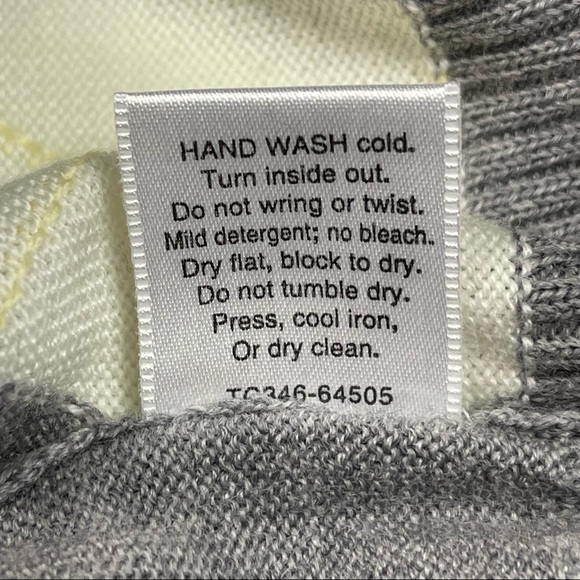 HAND WASH cold.
Turn inside out.
Do not wring or twist.
Mild detergent; no bleach.
Dry flat, block to dry.
Do not tumble dry.
Press, cool iron,
Or dry clean.
TC346-64505